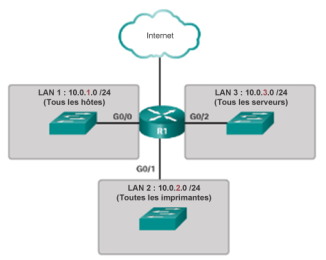 Internet
LAN 1 : 10.0.1.0 /24
(Tous les hôtes)
LAN 3 : 10.0.3.0 /24
(Tous les serveurs)
G0/0
G0/2
R1
G0/1
LAN 2 : 10.0.2.0 /24
(Toutes les imprimantes)